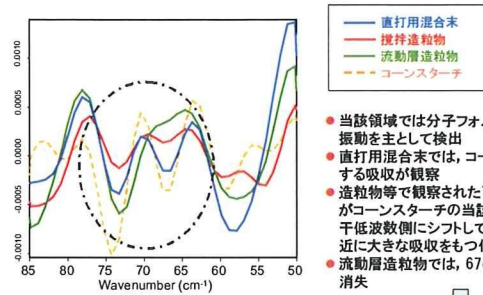 0.0010
0.0005
0.0000
-0.0005
-0.0010
85 80 75 70 65 60 55 50
Wavenumber (cm⁻¹)
直打用混合末
撹拌造粒物
流動層造粒物
コーンスターチ
● 当該領域では分子フォ
振動を主として検出
● 直打用混合末では，コー
する吸収が観察
● 造粒物等で観察された
がコーンスターチの当該
干低波数側にシフトして
近に大きな吸収をもつ
● 流動層造粒物では，67
消失